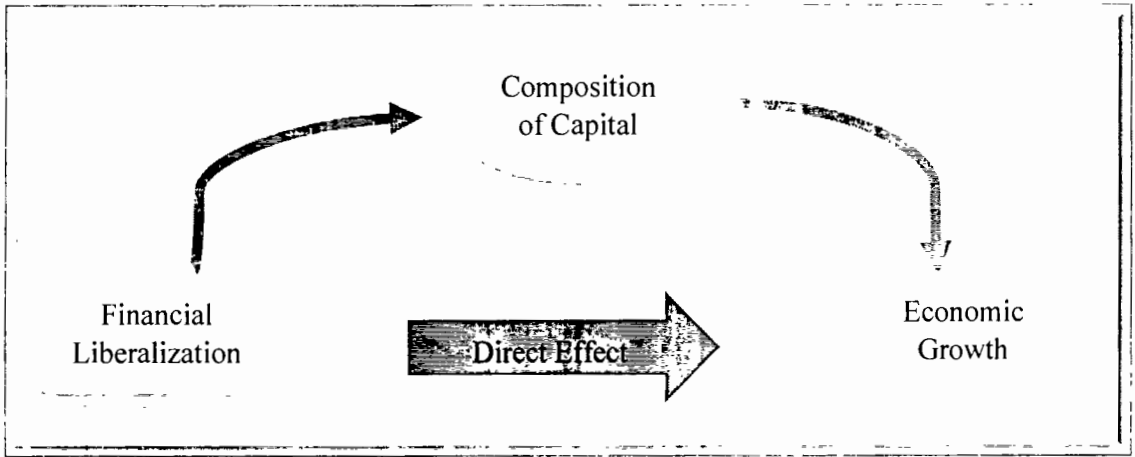 Composition
of Capital
Financial
Liberalization
Direct Effect
Economic
Growth